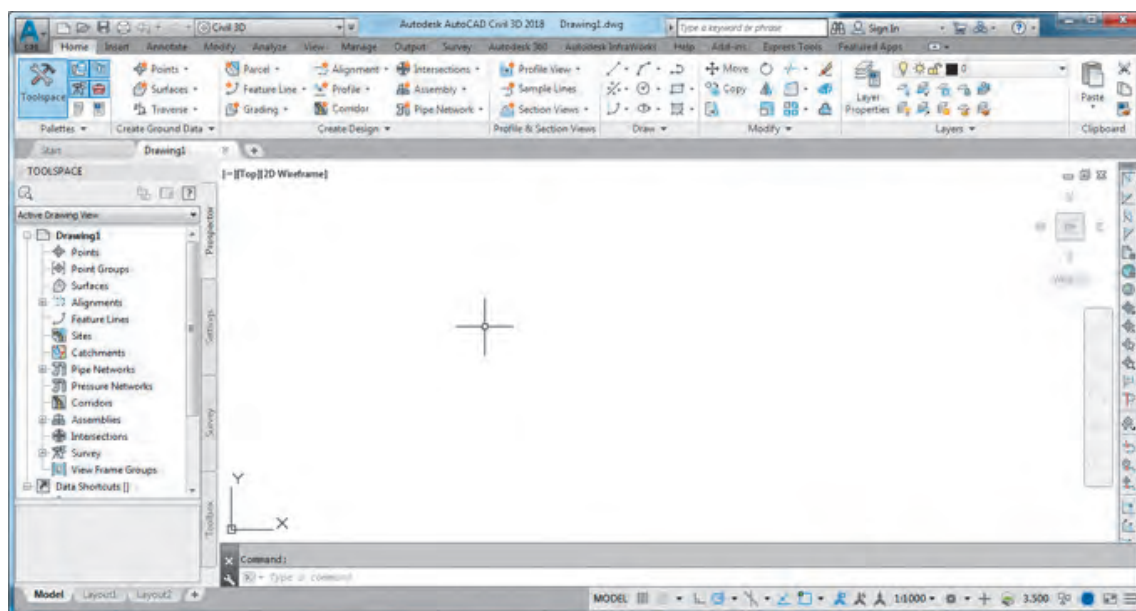 Civil 3D Autodesk AutoCAD Civil 3D 2018 Drawing1.dwg Type a keyword or phrase Sign In
Home Insert Annotate Modify Analyze View Manage Output Survey Autodesk 360 Autodesk InfraWorks Help Add-ins Express Tools Featured Apps
Points Parcel Alignment Intersections Profile View Move
Toolspace Surfaces Feature Line Profile Assembly Sample Lines Copy Layer Properties Paste
Traverse Grading Corridor Pipe Network Section Views
Palettes Create Ground Data Create Design Profile & Section Views Draw Modify Layers Clipboard
Start Drawing1
TOOLSPACE
[-][Top][2D Wireframe]
Active Drawing View
Drawing1
Points
Point Groups
Surfaces
Alignments
Feature Lines
Sites
Catchments
Pipe Networks
Pressure Networks
Corridors
Assemblies
Intersections
Survey
View Frame Groups
Data Shortcuts []
Prospector
Settings
Survey
Toolbox
Y
X
Command:
Type a command
Model Layout1 Layout2 +
MODEL 1:1000 3.500